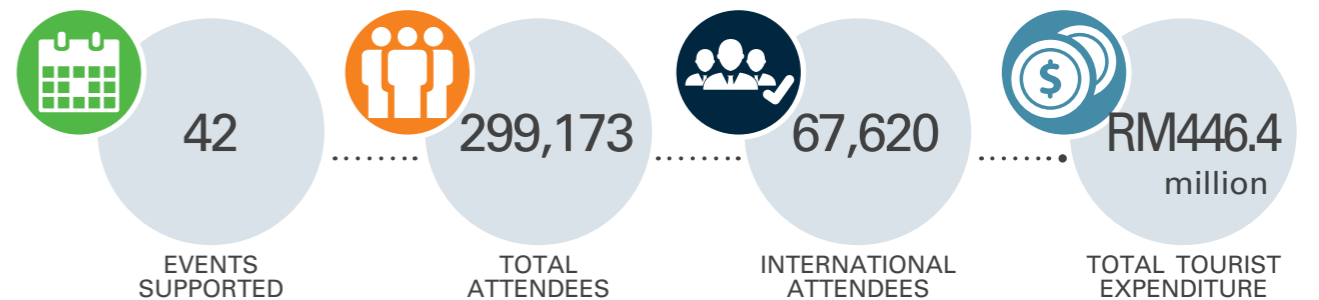 42
EVENTS
SUPPORTED
299,173
TOTAL
ATTENDEES
67,620
INTERNATIONAL
ATTENDEES
$
RM446.4
million
TOTAL TOURIST
EXPENDITURE